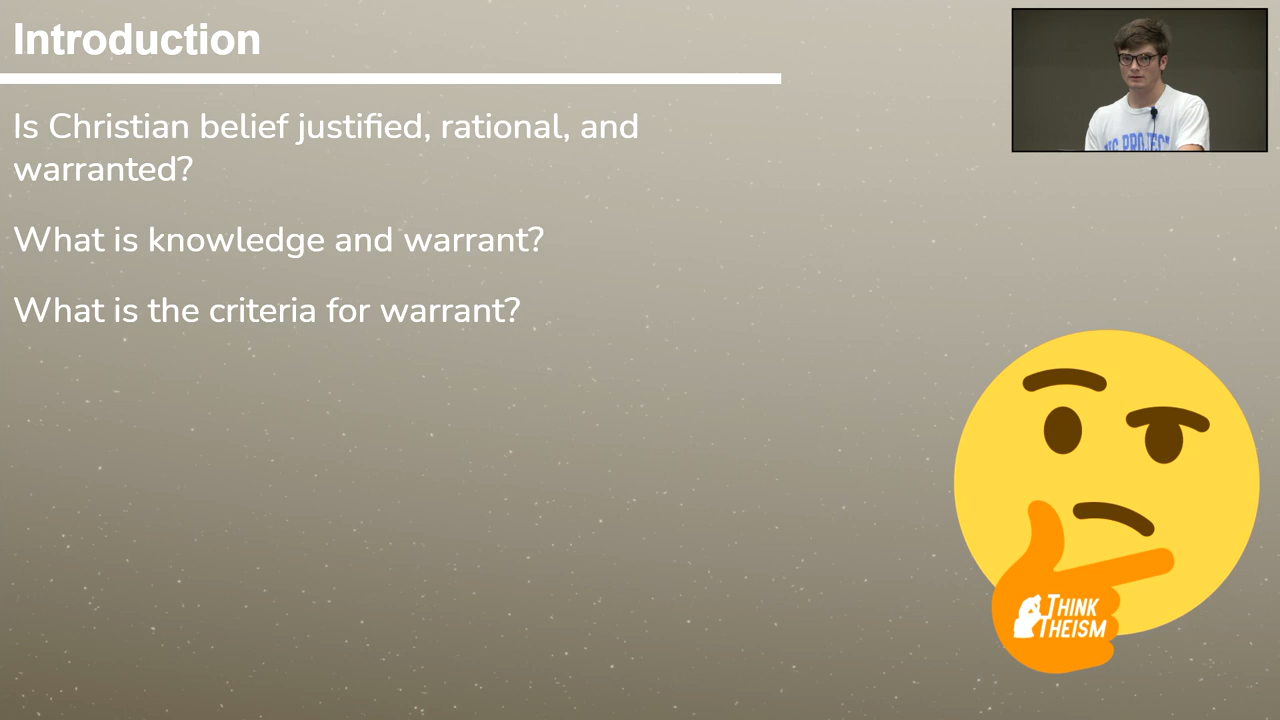 Introduction
Is Christian belief justified, rational, and
warranted?
What is knowledge and warrant?
What is the criteria for warrant?
THINK
THEISM